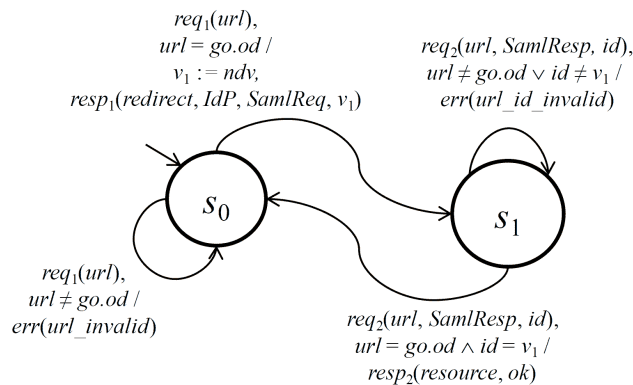 req1(url),
url = go.od /
v1 := ndv,
resp1(redirect, IdP, SamlReq, v1)
req2(url, SamlResp, id),
url ≠ go.od ∨ id ≠ v1 /
err(url_id_invalid)
s0
s1
req1(url),
url ≠ go.od /
err(url_invalid)
req2(url, SamlResp, id),
url = go.od ∧ id = v1 /
resp2(resource, ok)